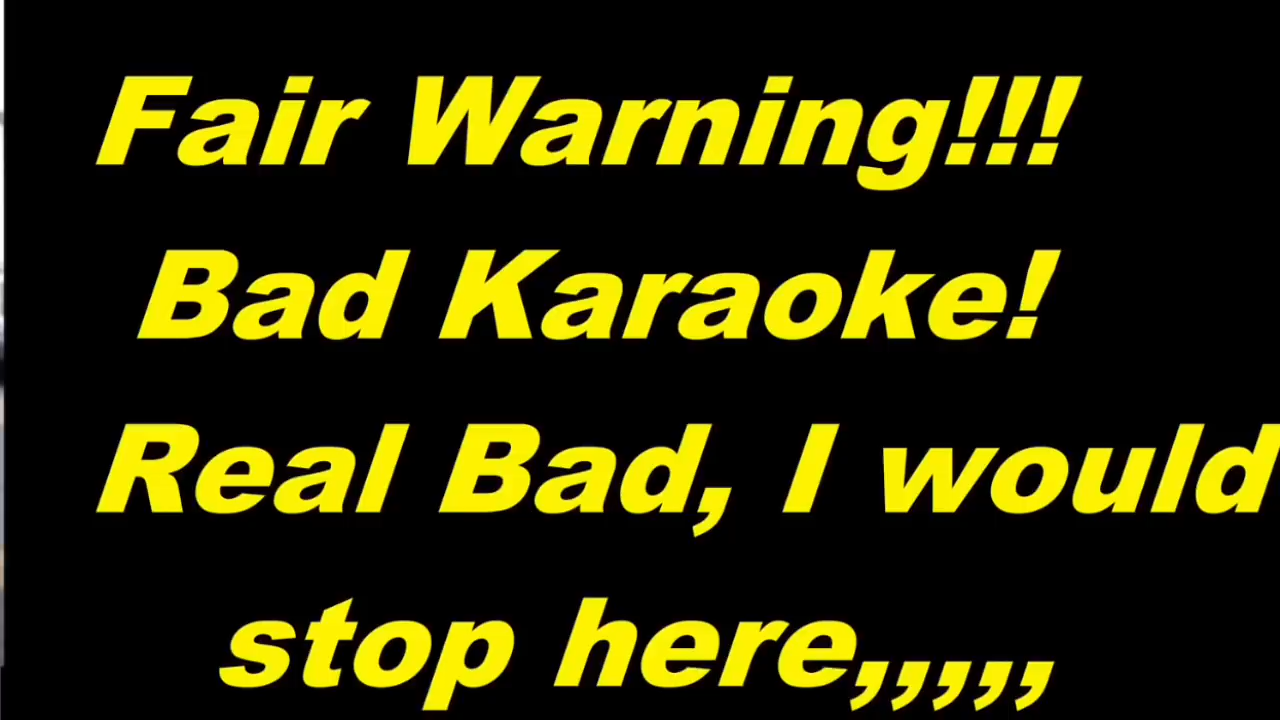 Fair Warning!!!
Bad Karaoke!
Real Bad, I would
stop here,,,,,